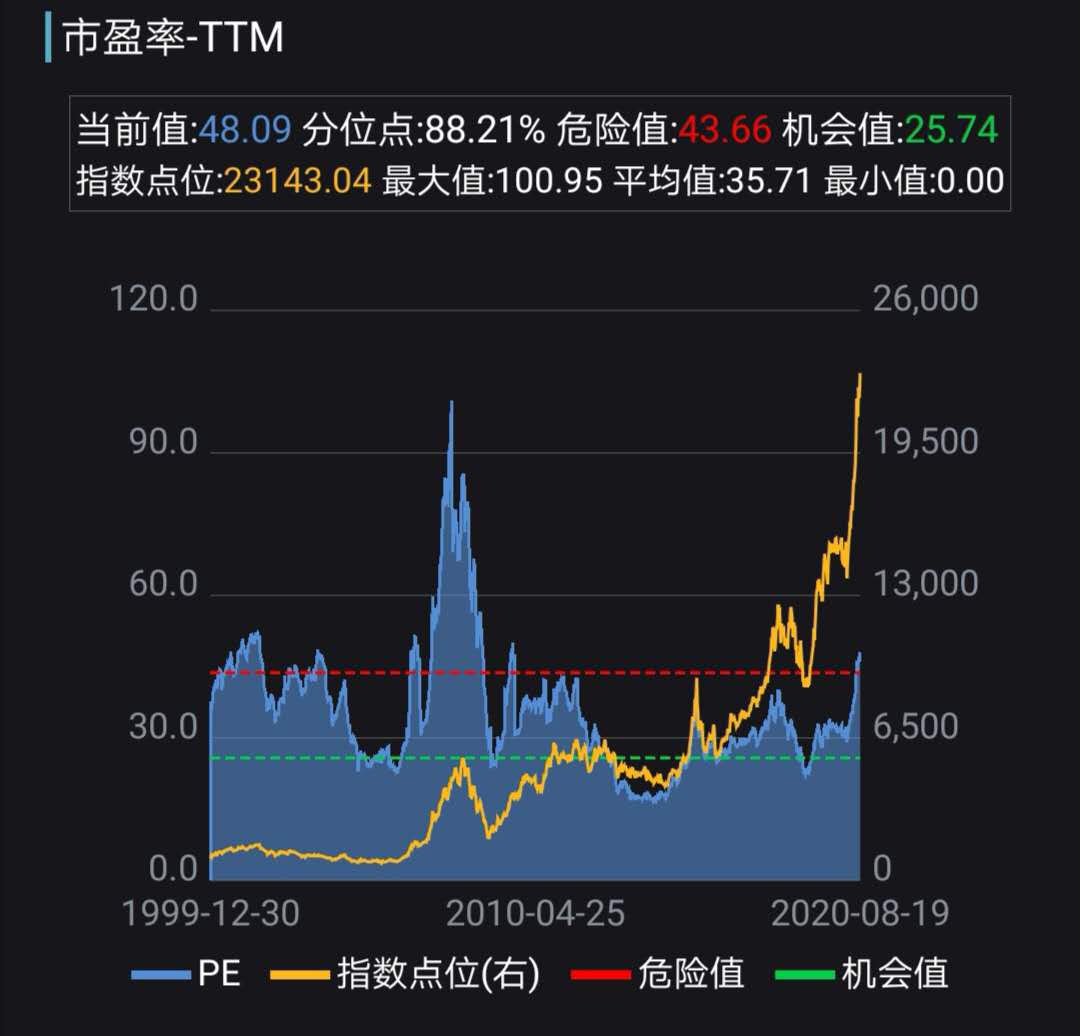 市盈率-TTM
当前值:48.09 分位点:88.21% 危险值:43.66 机会值:25.74
指数点位:23143.04 最大值:100.95 平均值:35.71 最小值:0.00
120.0 26,000
90.0 19,500
60.0 13,000
30.0 6,500
0.0 0
1999-12-30 2010-04-25 2020-08-19
PE 指数点位(右) 危险值 机会值